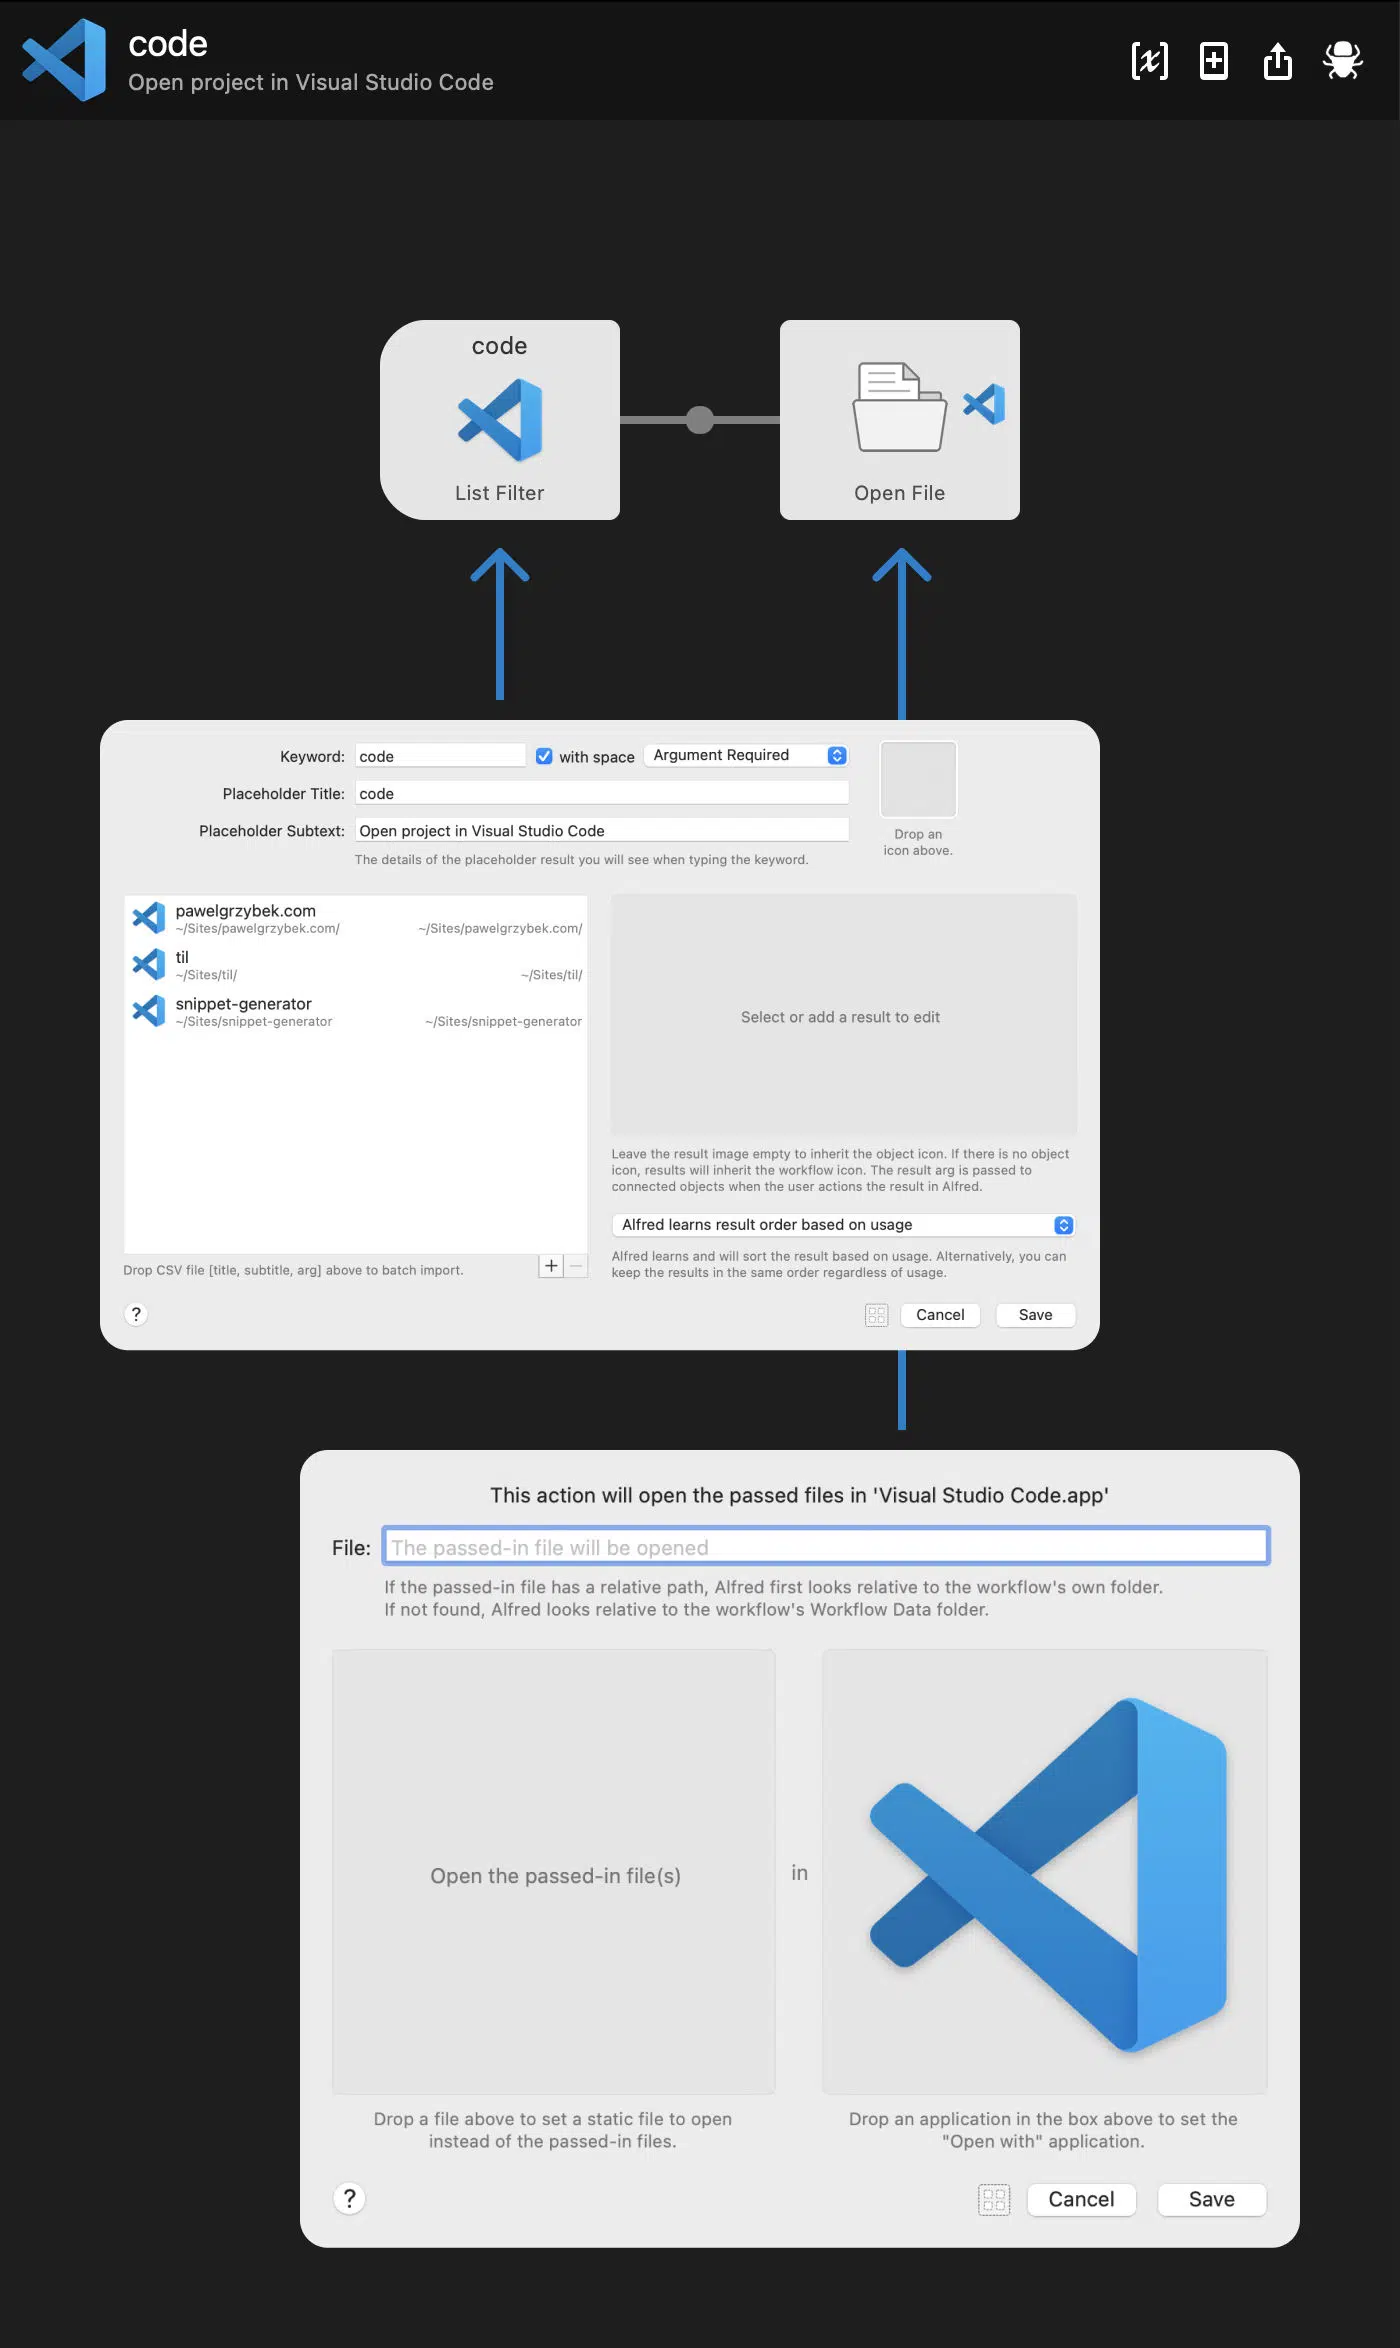 code
Open project in Visual Studio Code
code
List Filter
Open File
Keyword: code with space Argument Required
Placeholder Title: code
Placeholder Subtext: Open project in Visual Studio Code
The details of the placeholder result you will see when typing the keyword.
Drop an
icon above.
pawelgrzybek.com
~/Sites/pawelgrzybek.com/ ~/Sites/pawelgrzybek.com/
til
~/Sites/til/ ~/Sites/til/
snippet-generator
~/Sites/snippet-generator ~/Sites/snippet-generator
Select or add a result to edit
Leave the result image empty to inherit the object icon. If there is no object
icon, results will inherit the workflow icon. The result arg is passed to
connected objects when the user actions the result in Alfred.
Alfred learns result order based on usage
Alfred learns and will sort the result based on usage. Alternatively, you can
keep the results in the same order regardless of usage.
Drop CSV file [title, subtitle, arg] above to batch import. + −
? Cancel Save
This action will open the passed files in 'Visual Studio Code.app'
File: The passed-in file will be opened
If the passed-in file has a relative path, Alfred first looks relative to the workflow's own folder.
If not found, Alfred looks relative to the workflow's Workflow Data folder.
Open the passed-in file(s) in
Drop a file above to set a static file to open
instead of the passed-in files.
Drop an application in the box above to set the
"Open with" application.
? Cancel Save